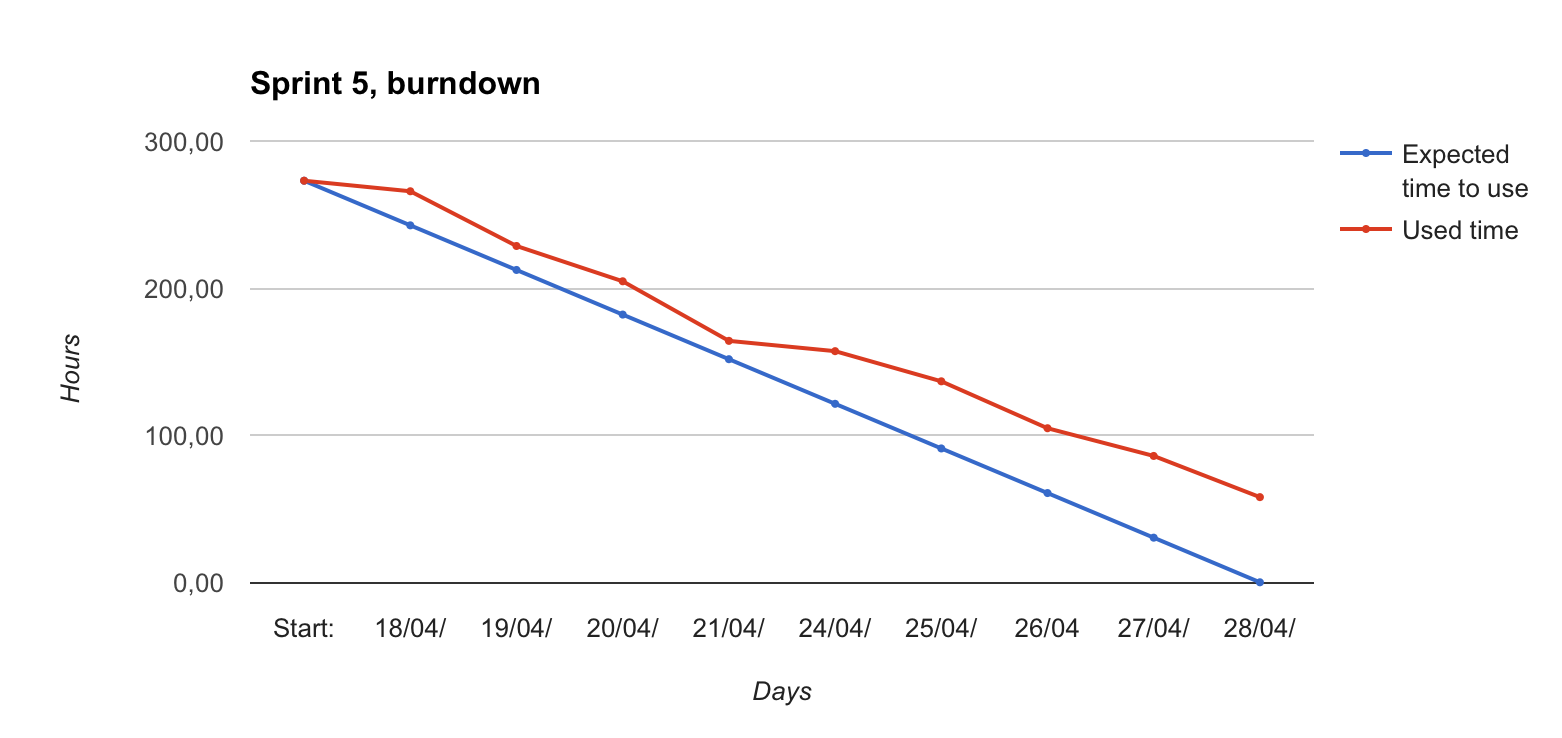 Sprint 5, burndown
300,00
200,00
100,00
0,00
Hours
Start: 18/04/ 19/04/ 20/04/ 21/04/ 24/04/ 25/04/ 26/04 27/04/ 28/04/
Days
Expected
time to use
Used time